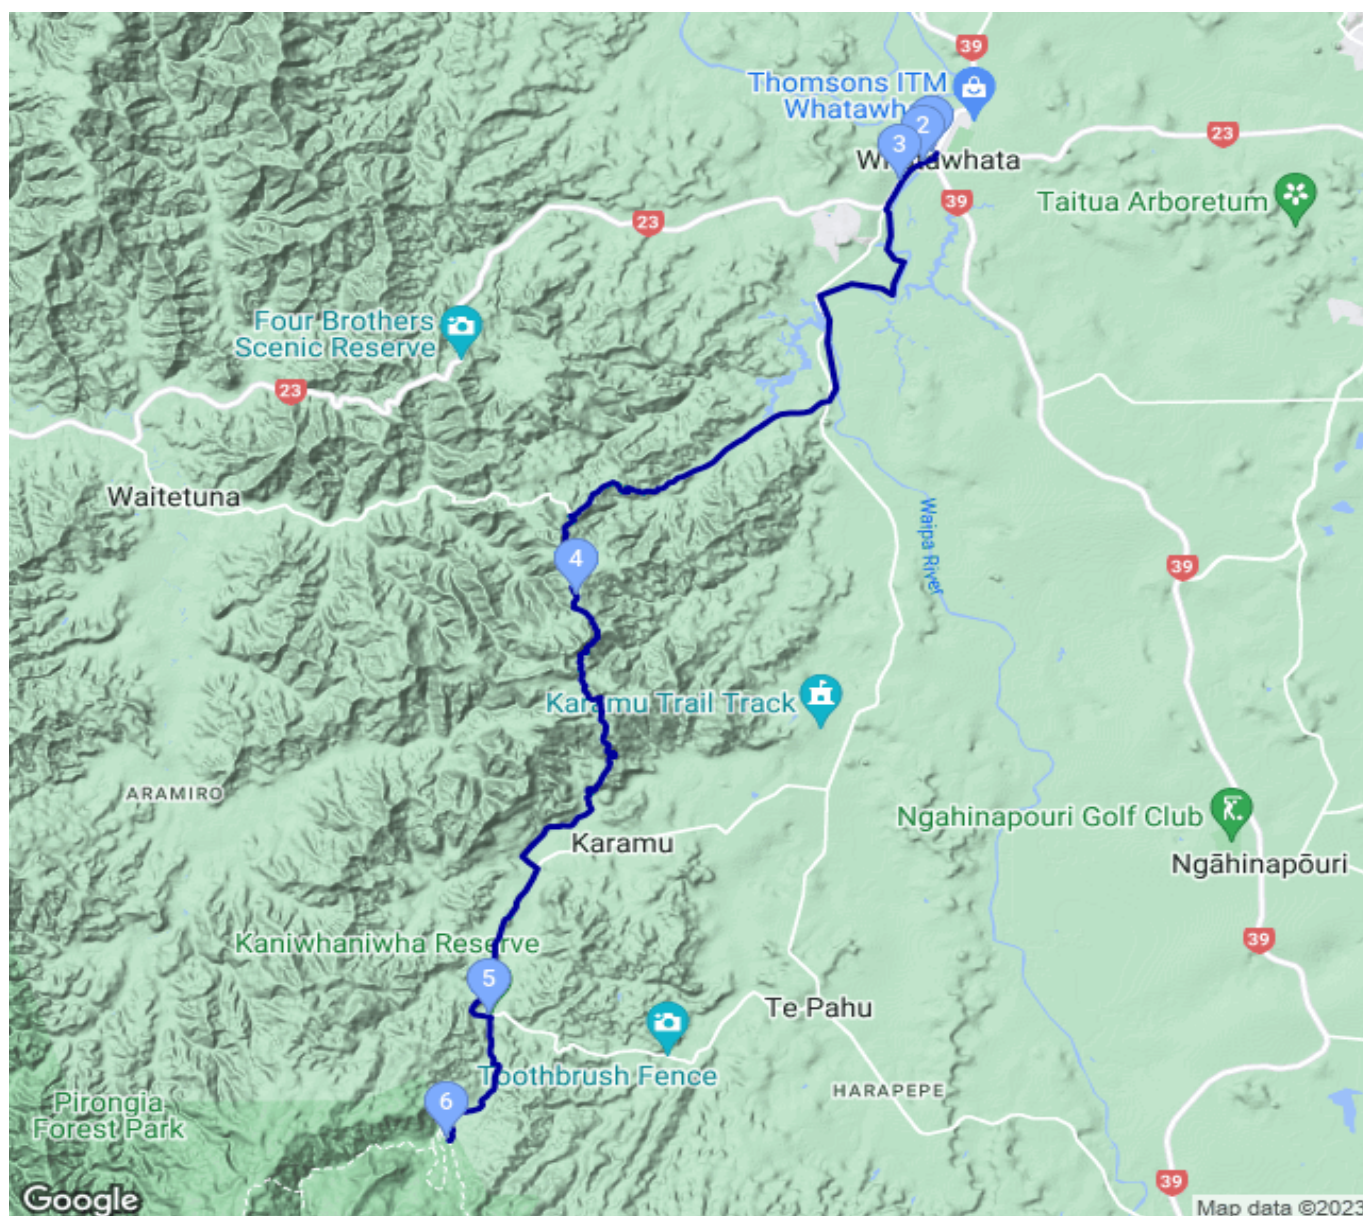 39
Thomsons ITM
Whatawh
2
23
3
Whatawhata
39
Taitua Arboretum
23
Four Brothers
Scenic Reserve
23
Waitetuna
Waipa River
4
39
Karamu Trail Track
ARAMIRO
Ngahinapouri Golf Club
Karamu
Ngāhinapōuri
Kaniwhaniwha Reserve
39
5
Te Pahu
Toothbrush Fence
HARAPEPE
Pirongia
Forest Park
6
39
Google
Map data ©2023